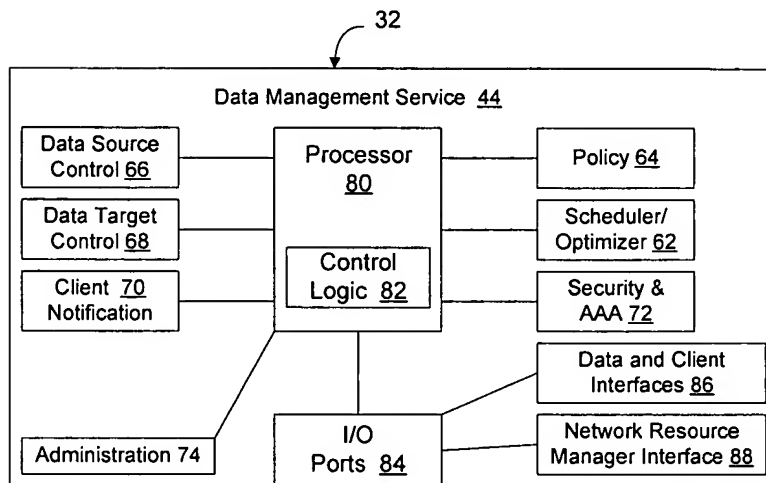 32
Data Management Service 44
Data Source
Control 66
Processor
80
Policy 64
Data Target
Control 68
Scheduler/
Optimizer 62
Control
Logic 82
Client 70
Notification
Security &
AAA 72
Data and Client
Interfaces 86
Administration 74
I/O
Ports 84
Network Resource
Manager Interface 88